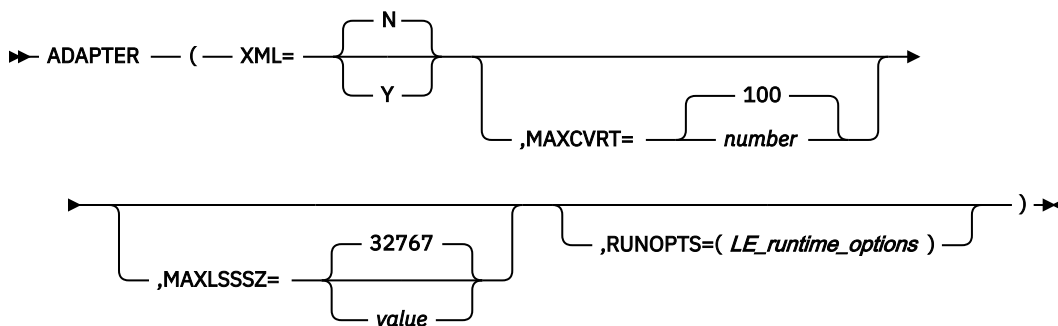 N
ADAPTER ( XML= Y
100
,MAXCVRT= number
32767
,MAXLSSSZ= value
,RUNOPTS=( LE_runtime_options )
)